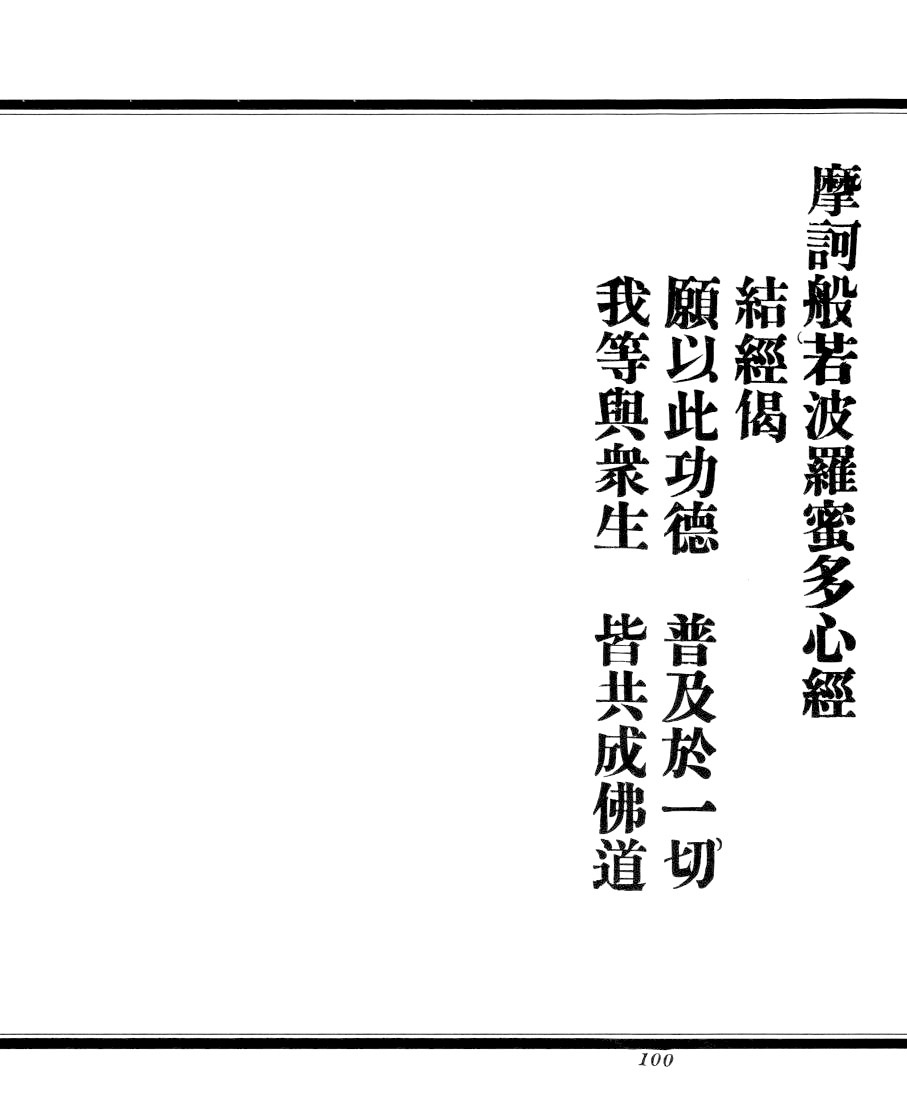 摩訶般若波羅蜜多心經
結經偈
願以此功德　普及於一切
我等與衆生　皆共成佛道
100